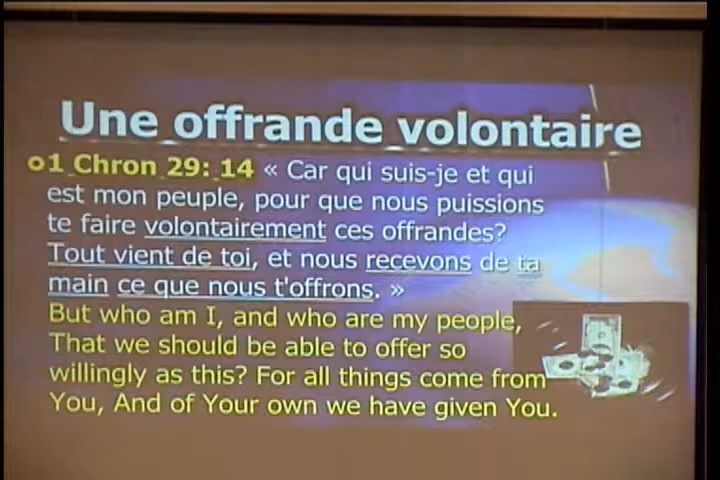 Une offrande volontaire
1 Chron 29: 14 « Car qui suis-je et qui
est mon peuple, pour que nous puissions
te faire volontairement ces offrandes?
Tout vient de toi, et nous recevons de ta
main ce que nous t'offrons. »
But who am I, and who are my people,
That we should be able to offer so
willingly as this? For all things come from
You, And of Your own we have given You.